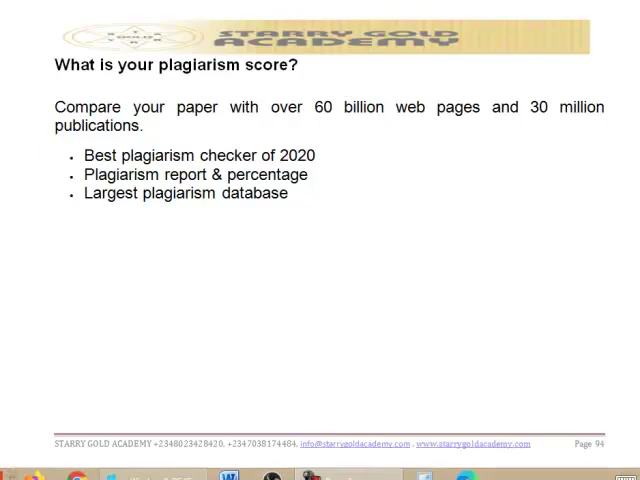 STARRY GOLD
ACADEMY
What is your plagiarism score?
Compare your paper with over 60 billion web pages and 30 million
publications.
• Best plagiarism checker of 2020
• Plagiarism report & percentage
• Largest plagiarism database
STARRY GOLD ACADEMY +2348023428420, +2347038174484, info@starrygoldacademy.com , www.starrygoldacademy.com Page 94